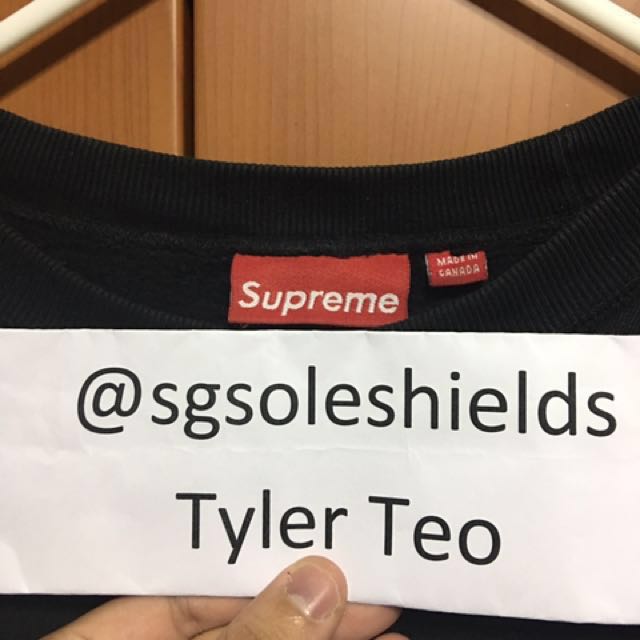 Supreme
MADE IN
CANADA
@sgsoleshields
Tyler Teo